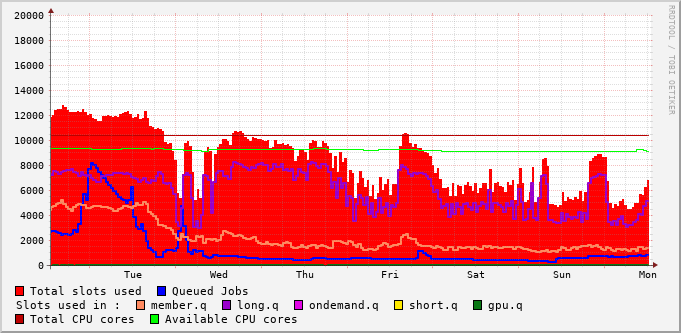 RRDTOOL / TOBI OETIKER
20000
18000
16000
14000
12000
10000
8000
6000
4000
2000
0
Tue Wed Thu Fri Sat Sun Mon
Total slots used Queued Jobs
Slots used in : member.q long.q ondemand.q short.q gpu.q
Total CPU cores Available CPU cores